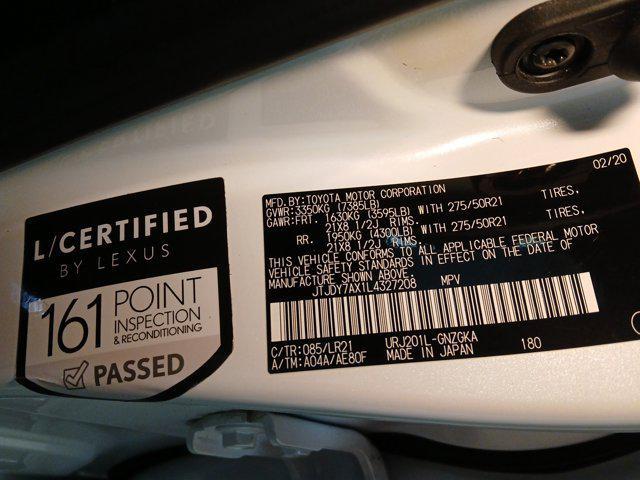 L/CERTIFIED
BY LEXUS
161 POINT
INSPECTION
& RECONDITIONING
PASSED
02/20
MFD.BY:TOYOTA MOTOR CORPORATION
GVWR:3350KG (7385LB)
GAWR:FRT. 1630KG (3595LB) WITH 275/50R21 TIRES,
21X8 1/2J RIMS,
RR. 1950KG (4300LB) WITH 275/50R21 TIRES,
21X8 1/2J RIMS,
THIS VEHICLE CONFORMS TO ALL APPLICABLE FEDERAL MOTOR
VEHICLE SAFETY STANDARDS IN EFFECT ON THE DATE OF
MANUFACTURE SHOWN ABOVE.
JTJDY7AX1L4327208 MPV
C/TR:085/LR21 URJ201L-GNZGKA
A/TM:A04A/AE80F MADE IN JAPAN 180